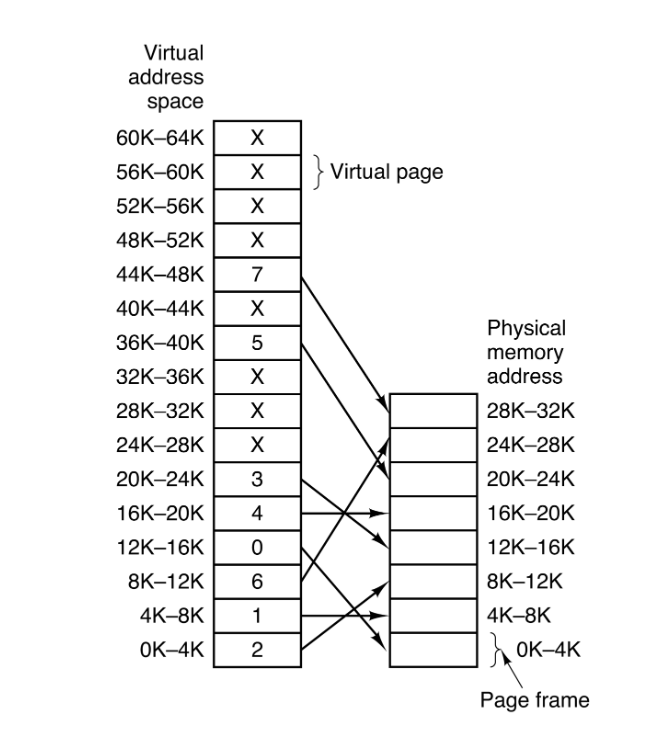 Virtual
address
space
60K–64K X
56K–60K X Virtual page
52K–56K X
48K–52K X
44K–48K 7
40K–44K X
36K–40K 5
32K–36K X
28K–32K X
24K–28K X
20K–24K 3
16K–20K 4
12K–16K 0
8K–12K 6
4K–8K 1
0K–4K 2
Physical
memory
address
28K–32K
24K–28K
20K–24K
16K–20K
12K–16K
8K–12K
4K–8K
0K–4K
Page frame